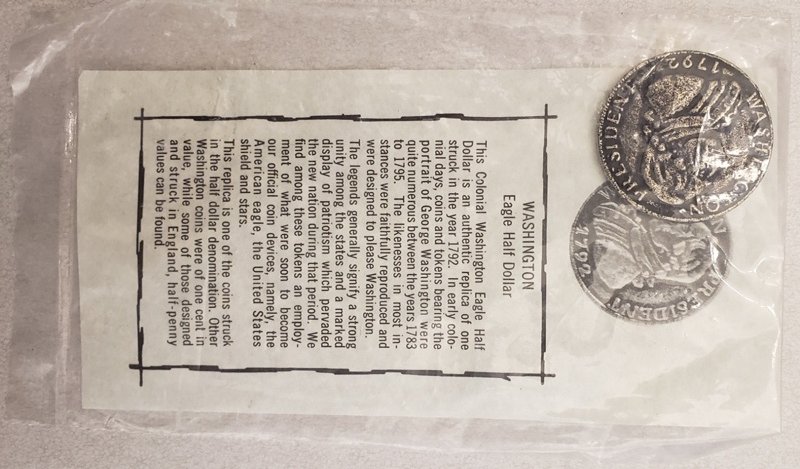 WASHINGTON
Eagle Half Dollar
This Colonial Washington Eagle Half
Dollar is an authentic replica of one
struck in the year 1792. In early colo-
nial days, coins and tokens bearing the
portrait of George Washington were
quite numerous between the years 1783
to 1795. The likenesses in most in-
stances were faithfully reproduced and
were designed to please Washington.
The legends generally signify a strong
unity among the states and a marked
display of patriotism which pervaded
the new nation during that period. We
find among these tokens an employ-
ment of what were soon to become
our official coin devices, namely, the
American eagle, the United States
shield and stars.
This replica is one of the coins struck
in the half dollar denomination. Other
Washington coins were of one cent in
value, while some of those designed
and struck in England, half-penny
values can be found.
WASHINGTON
PRESIDENT
1792
PRESIDENT
1792